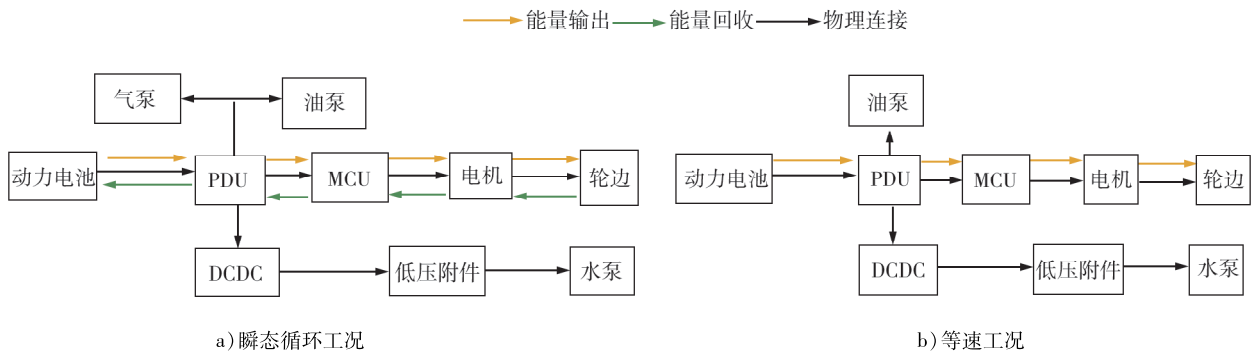 能量输出 能量回收 物理连接
气泵 油泵
动力电池 PDU MCU 电机 轮边
DCDC 低压附件 水泵
a)瞬态循环工况
油泵
动力电池 PDU MCU 电机 轮边
DCDC 低压附件 水泵
b)等速工况